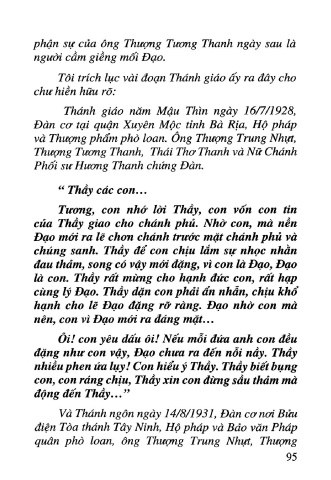 phận sự của ông Thượng Tương Thanh ngày sau là
người cầm giềng mối Đạo.
Tôi trích lục vài đoạn Thánh giáo ấy ra đây cho
chư hiền hữu rõ:
Thánh giáo năm Mậu Thìn ngày 16/7/1928,
Đàn cơ tại quận Xuyên Mộc tỉnh Bà Rịa, Hộ pháp
và Thượng phẩm phò loan. Ông Thượng Trung Nhựt,
Thượng Tương Thanh, Thái Thơ Thanh và Nữ Chánh
Phối sư Hương Thanh chứng Đàn.
“ Thầy các con…
Tương, con nhớ lời Thầy, con vốn con tin
của Thầy giao cho chánh phủ. Nhờ con, mà nền
Đạo mới ra lẽ chơn chánh trước mặt chánh phủ và
chúng sanh. Thầy để con chịu lắm sự nhọc nhằn
đau thảm, song có vậy mới đặng, vì con là Đạo, Đạo
là con. Thầy rất mừng cho hạnh đức con, rất hạp
cùng lý Đạo. Thầy dặn con phải ẩn nhẫn, chịu khổ
hạnh cho lẽ Đạo đặng rỡ ràng. Đạo nhờ con mà
nên, con vì Đạo mới ra đáng mặt…
Ôi! con yêu dấu ôi! Nếu mỗi đứa anh con đều
đặng như con vậy, Đạo chưa ra đến nỗi nầy. Thầy
nhiều phen ứa lụy! Con hiểu ý Thầy. Thầy biết bụng
con, con ráng chịu, Thầy xin con đừng sầu thảm mà
động đến Thầy…”
Và Thánh ngôn ngày 14/8/1931, Đàn cơ nơi Bửu
điện Tòa thánh Tây Ninh, Hộ pháp và Bảo văn Pháp
quân phò loan, ông Thượng Trung Nhựt, Thượng
95